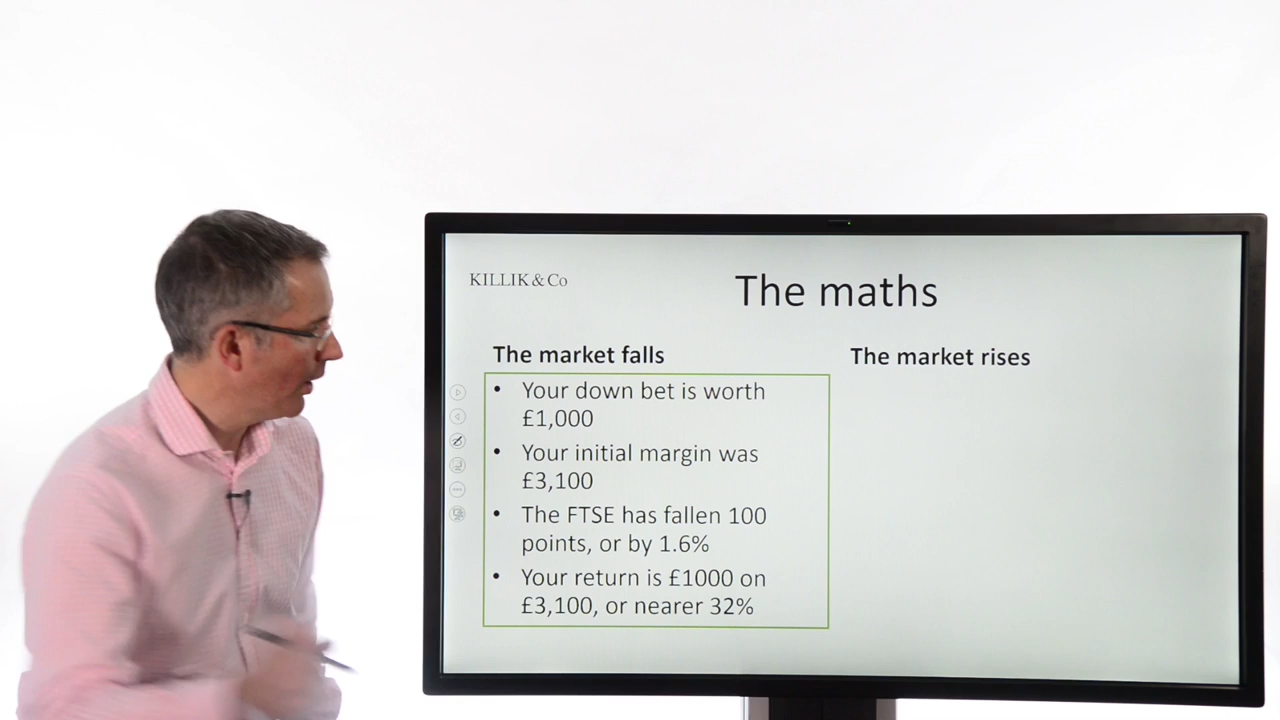 KILLIK & Co
The maths
The market falls
• Your down bet is worth
£1,000
• Your initial margin was
£3,100
• The FTSE has fallen 100
points, or by 1.6%
• Your return is £1000 on
£3,100, or nearer 32%
The market rises